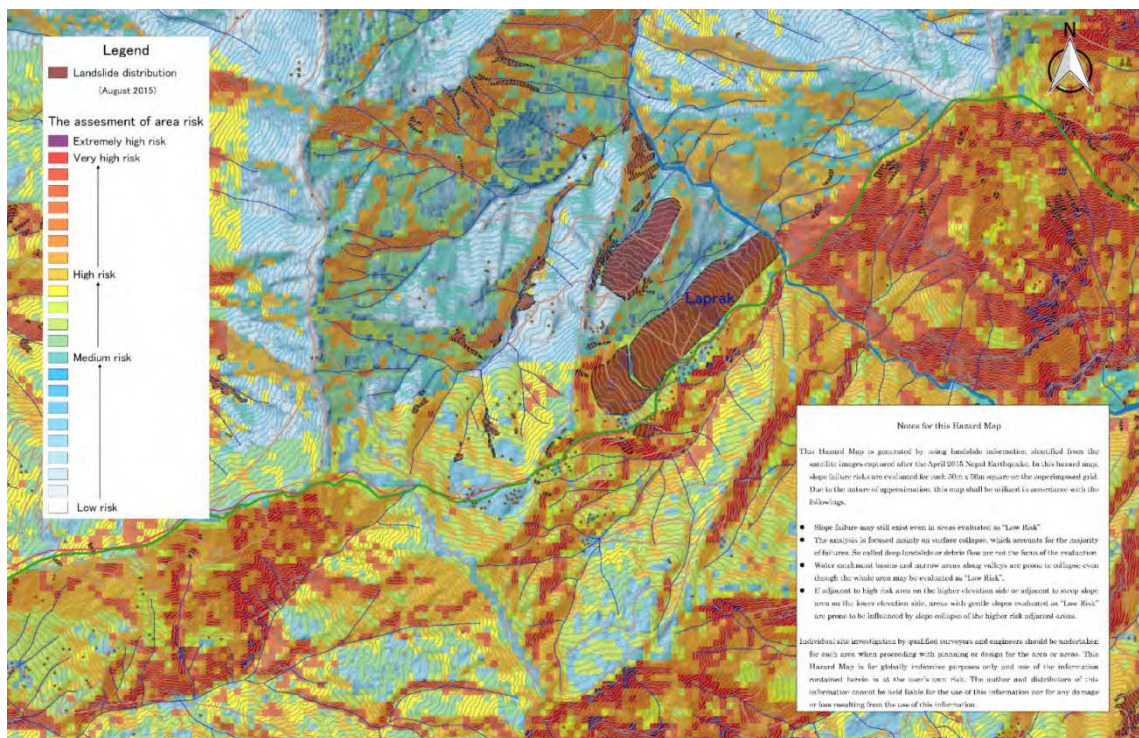 Legend
Landslide distribution
(August 2015)
The assesment of area risk
Extremely high risk
Very high risk
High risk
Medium risk
Low risk
N
Laprak
Notes for this Hazard Map
This Hazard Map is generated by using landslide information identified from the
satellite images captured after the April 2015 Nepal Earthquake. In this hazard map,
slope failure risks are evaluated for each 50m x 50m square on the superimposed grid.
Due to the nature of approximation, this map shall be utilized in accordance with the
followings.
● Slope failure may still exist even in areas evaluated as "Low Risk"
● The analysis is focused mainly on surface collapse, which accounts for the majority
of failures. So called deep landslide or debris flow are not the focus of the evaluation.
● Water catchment basins and narrow areas along valleys are prone to collapse even
though the whole area may be evaluated as "Low Risk".
● If adjacent to high risk area on the higher elevation side or adjacent to steep slope
area on the lower elevation side, areas with gentle slopes evaluated as "Low Risk"
are prone to be influenced by slope collapse of the higher risk adjacent areas.
Individual site investigation by qualified surveyors and engineers should be undertaken
for each area when proceeding with planning or design for the area or areas. This
Hazard Map is for globally indicative purposes only and use of the information
contained herein is at the user's own risk. The author and distributors of this
information cannot be held liable for the use of this information nor for any damage
or loss resulting from the use of this information.